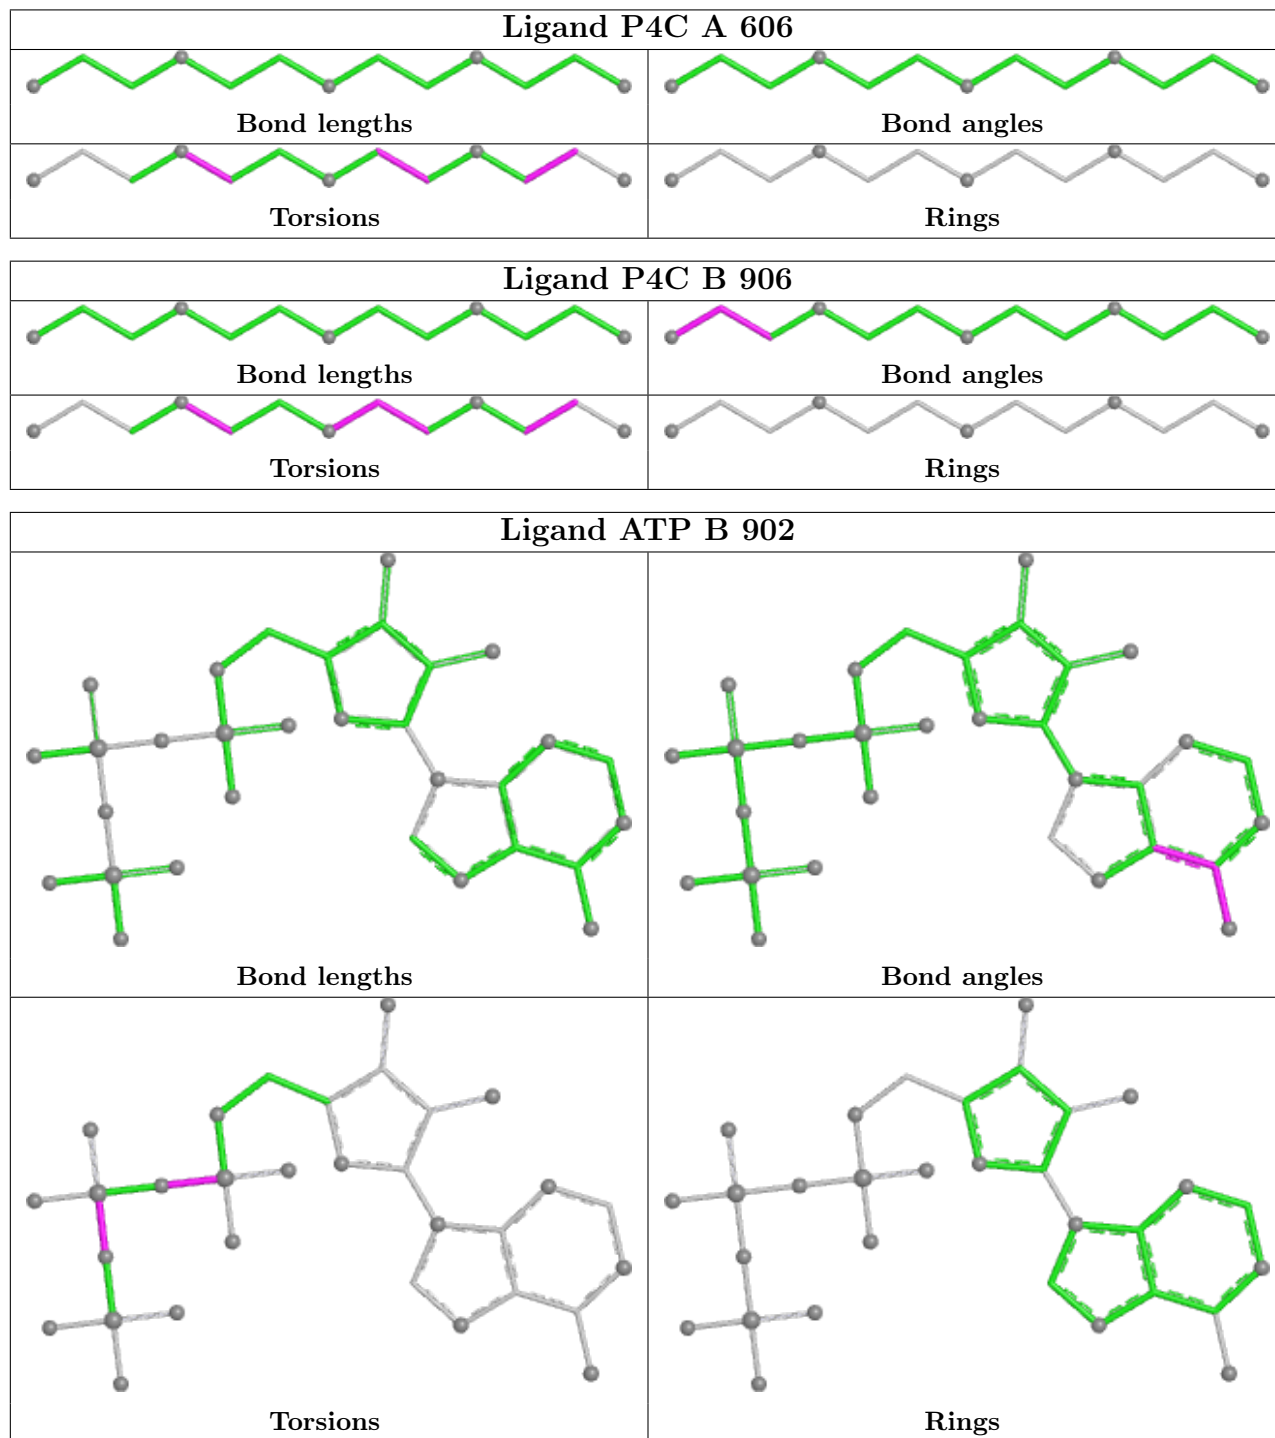 Ligand P4C A 606
Bond lengths
Bond angles
Torsions
Rings
Ligand P4C B 906
Bond lengths
Bond angles
Torsions
Rings
Ligand ATP B 902
Bond lengths
Bond angles
Torsions
Rings